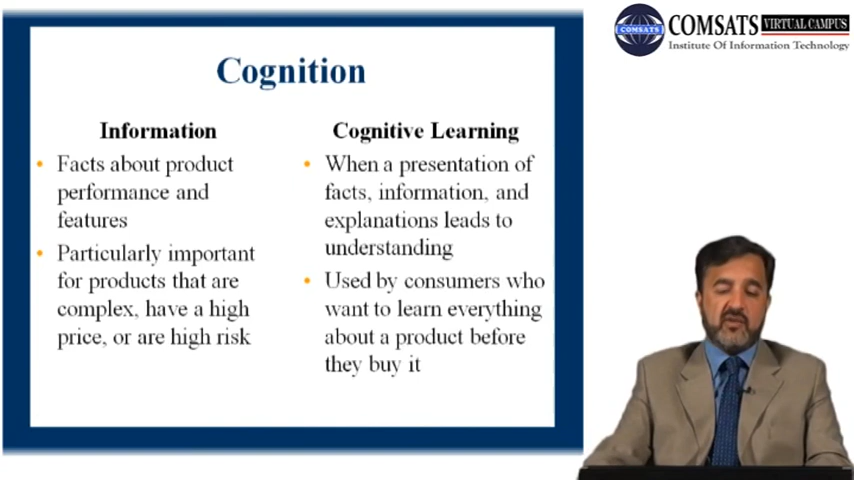 COMSATS VIRTUAL CAMPUS
COMSATS
Institute Of Information Technology
Cognition
Information
• Facts about product
performance and
features
• Particularly important
for products that are
complex, have a high
price, or are high risk
Cognitive Learning
• When a presentation of
facts, information, and
explanations leads to
understanding
• Used by consumers who
want to learn everything
about a product before
they buy it